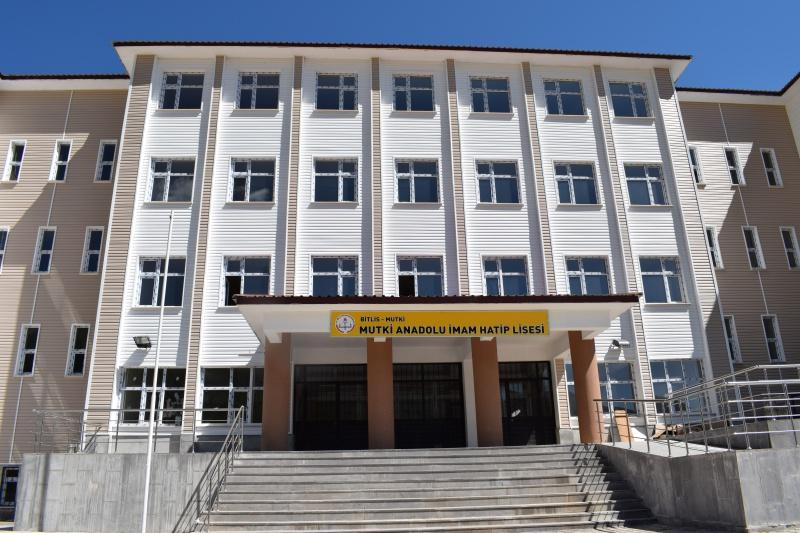 BİTLİS - MUTKİ
MUTKİ ANADOLU İMAM HATİP LİSESİ